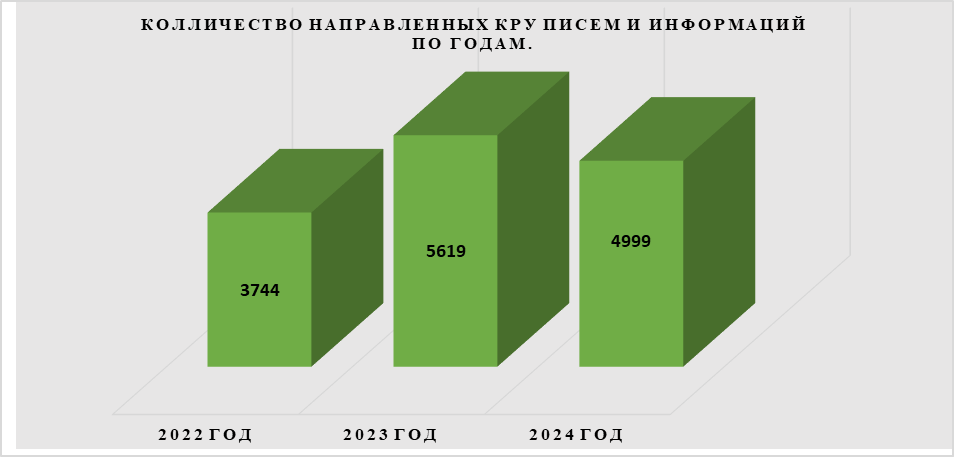 КОЛЛИЧЕСТВО НАПРАВЛЕННЫХ КРУ ПИСЕМ И ИНФОРМАЦИЙ
ПО ГОДАМ.
3744
5619
4999
2022 ГОД
2023 ГОД
2024 ГОД